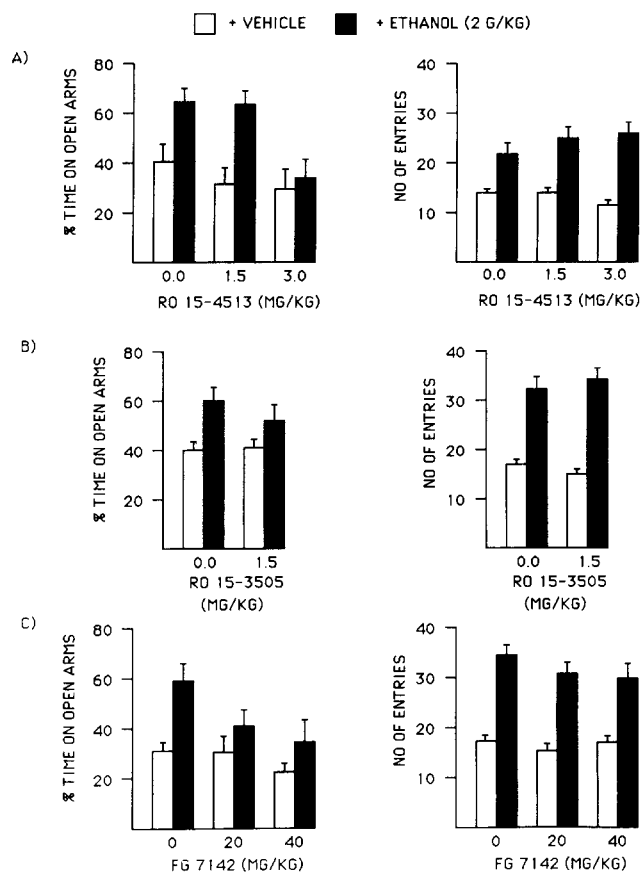 + VEHICLE + ETHANOL (2 G/KG)
A)
% TIME ON OPEN ARMS
80
60
40
20
0.0 1.5 3.0
RO 15-4513 (MG/KG)
NO OF ENTRIES
40
30
20
10
0.0 1.5 3.0
RO 15-4513 (MG/KG)
B)
% TIME ON OPEN ARMS
80
60
40
20
0.0 1.5
RO 15-3505
(MG/KG)
NO OF ENTRIES
40
30
20
10
0.0 1.5
RO 15-3505
(MG/KG)
C)
% TIME ON OPEN ARMS
80
60
40
20
0 20 40
FG 7142 (MG/KG)
NO OF ENTRIES
40
30
20
10
0 20 40
FG 7142 (MG/KG)